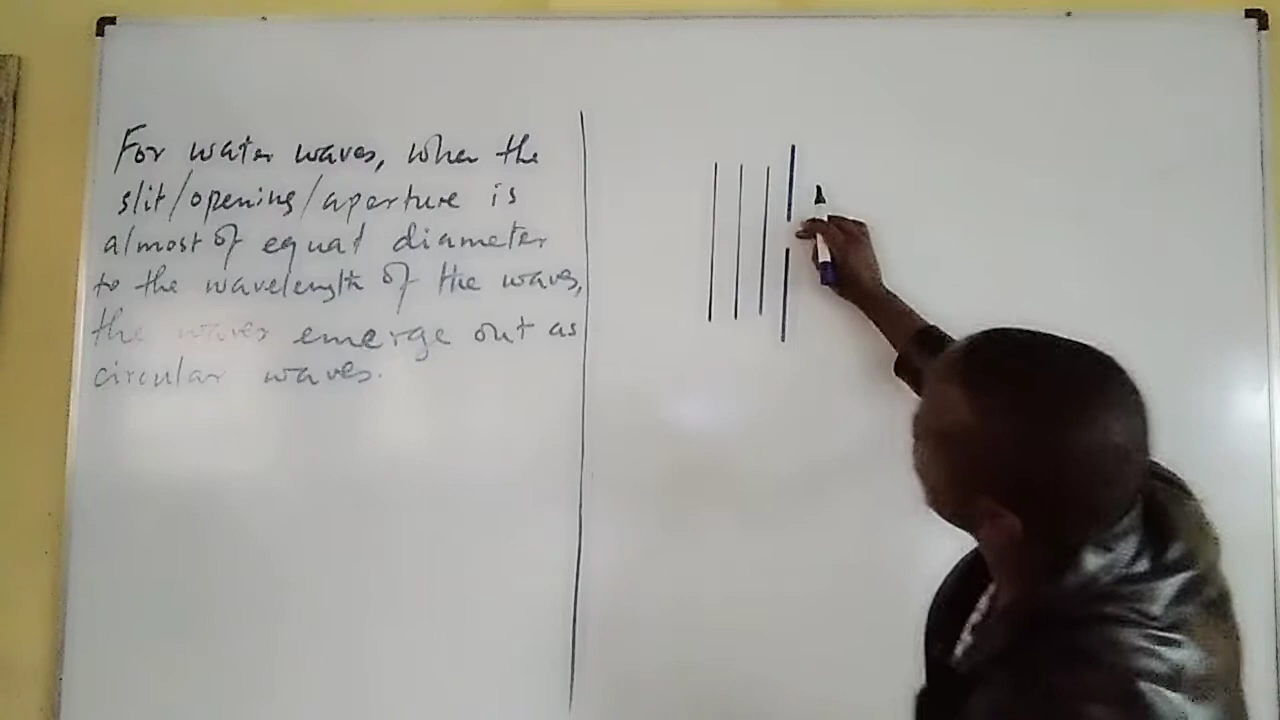 For water waves, when the
slit/opening/aperture is
almost of equal diameter
to the wavelength of the waves,
the waves emerge out as
circular waves.